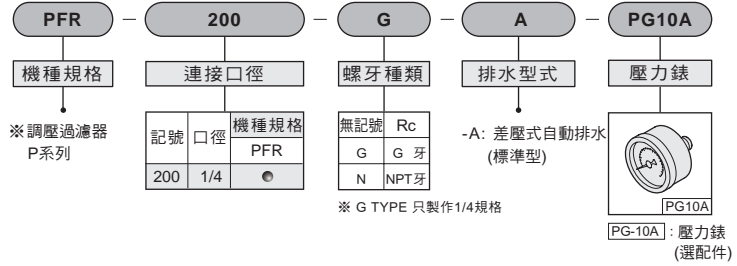 PFR – 200 – G – A – PG10A
機種規格
連接口徑
螺牙種類
排水型式
壓力錶
※調壓過濾器
P系列
記號 口徑 機種規格
PFR
200 1/4 ●
無記號 Rc
G G 牙
N NPT牙
※ G TYPE 只製作1/4規格
-A: 差壓式自動排水
(標準型)
PG10A
PG-10A : 壓力錶
(選配件)